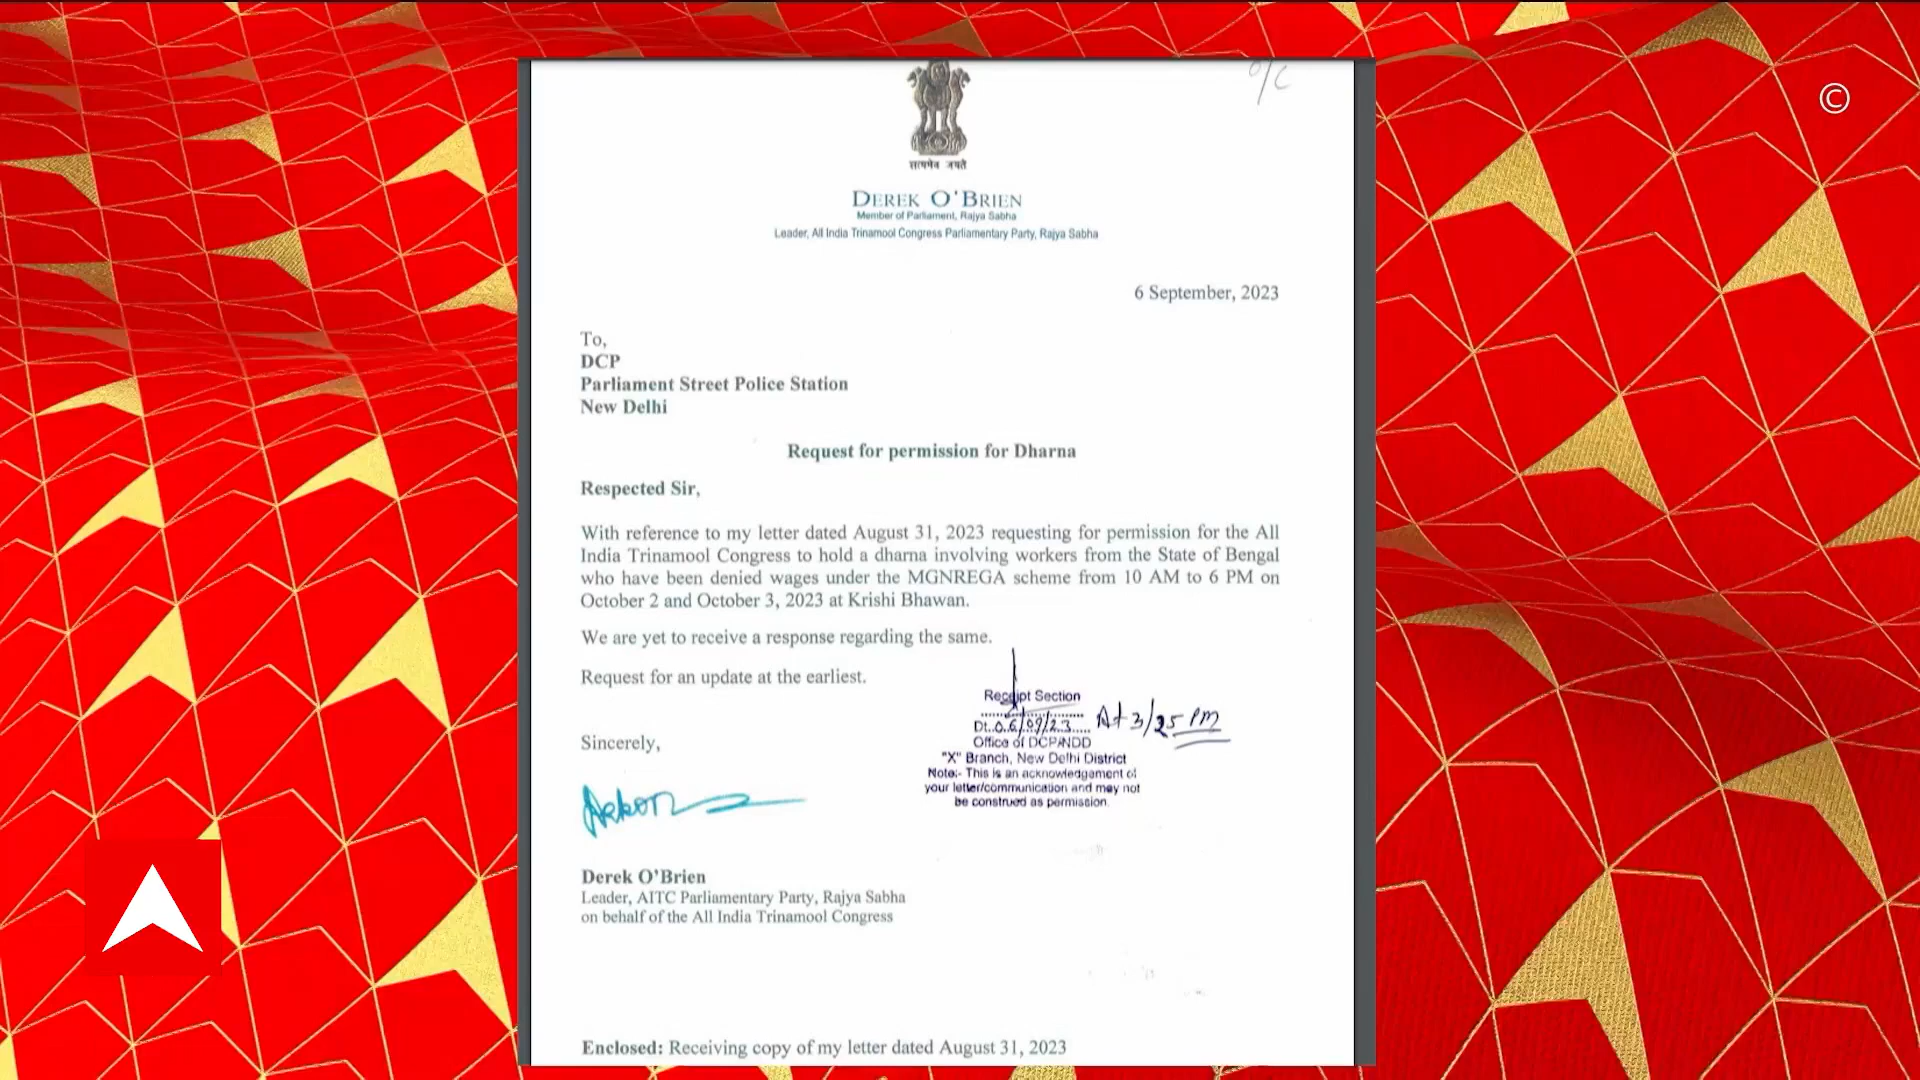 O/C
©
सत्यमेव जयते
DEREK O'BRIEN
Member of Parliament, Rajya Sabha
Leader, All India Trinamool Congress Parliamentary Party, Rajya Sabha
6 September, 2023
To,
DCP
Parliament Street Police Station
New Delhi
Request for permission for Dharna
Respected Sir,
With reference to my letter dated August 31, 2023 requesting for permission for the All
India Trinamool Congress to hold a dharna involving workers from the State of Bengal
who have been denied wages under the MGNREGA scheme from 10 AM to 6 PM on
October 2 and October 3, 2023 at Krishi Bhawan.
We are yet to receive a response regarding the same.
Request for an update at the earliest.
Receipt Section
Dt. 06/09/23 At 3/25 PM
Office of DCP/NDD
"X" Branch, New Delhi District
Note:- This is an acknowledgement of
your letter/communication and may not
be construed as permission.
Sincerely,
Derek O'Brien
Leader, AITC Parliamentary Party, Rajya Sabha
on behalf of the All India Trinamool Congress
Enclosed: Receiving copy of my letter dated August 31, 2023